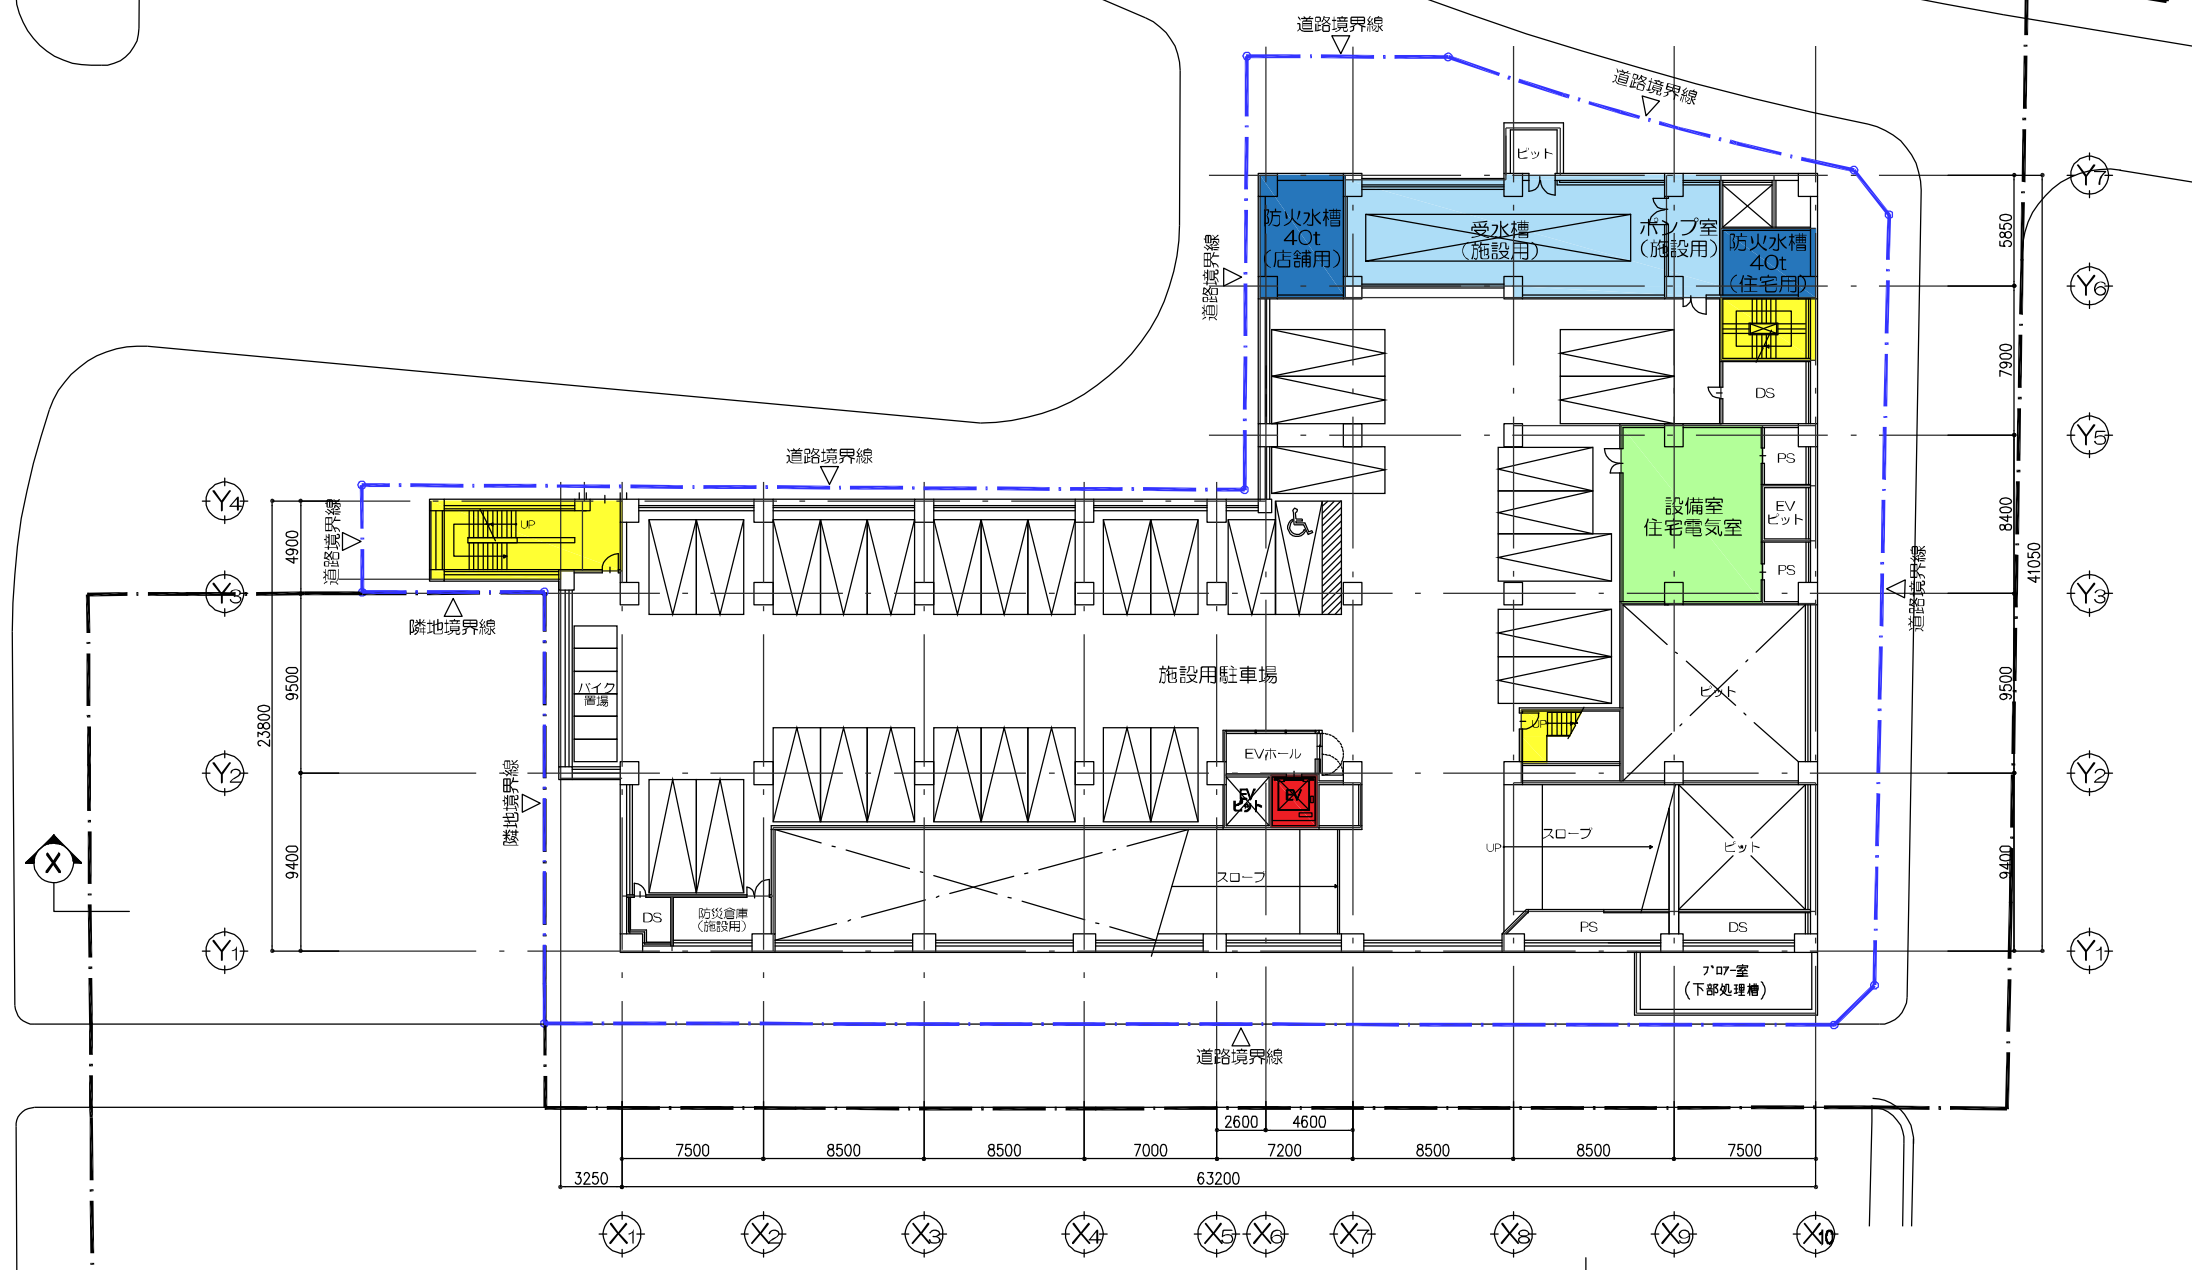 道路境界線
道路境界線
ピット
Y7
防火水槽
40t
(店舗用)
受水槽
(施設用)
ポンプ室
(施設用)
防火水槽
40t
(住宅用)
5850
道路境界線
Y6
7900
DS
道路境界線
Y5
PS
Y4
道路境界線
UP
設備室
住宅電気室
EV
ピット
8400
4900
41050
PS
道路境界線
Y3
Y3
隣地境界線
施設用駐車場
バイク
置場
9500
23800
ピット
9500
UP
EVホール
Y2
Y2
隣地境界線
EV
ピット
EV
スロープ
UP
ピット
X
9400
9400
スロープ
DS
防災倉庫
(施設用)
PS
DS
Y1
Y1
ブロアー室
(下部処理槽)
道路境界線
2600
4600
7500
8500
8500
7000
7200
8500
8500
7500
3250
63200
X1
X2
X3
X4
X5
X6
X7
X8
X9
X10